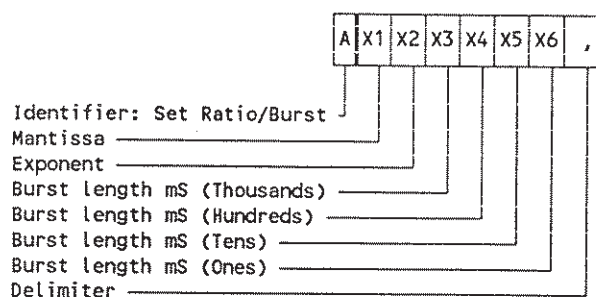 A X1 X2 X3 X4 X5 X6 ,
Identifier: Set Ratio/Burst
Mantissa
Exponent
Burst length mS (Thousands)
Burst length mS (Hundreds)
Burst length mS (Tens)
Burst length mS (Ones)
Delimiter